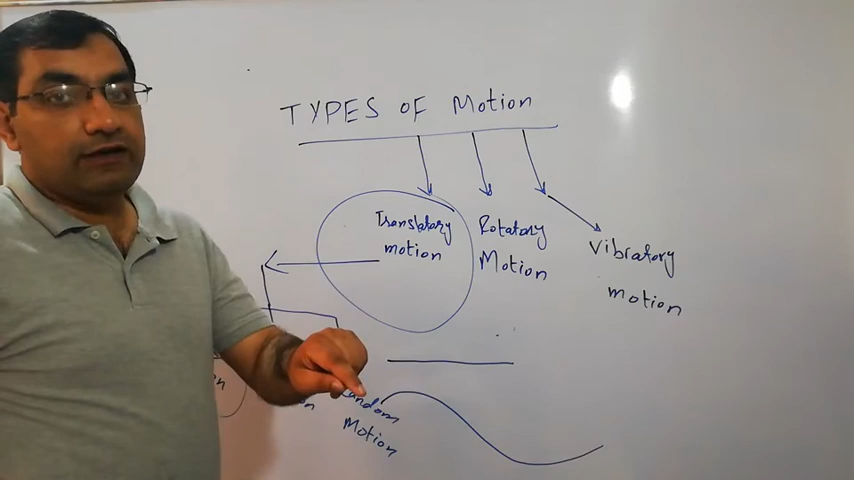 TYPES OF Motion
Translatory
motion
Rotatory
Motion
Vibratory
motion
Random
Motion